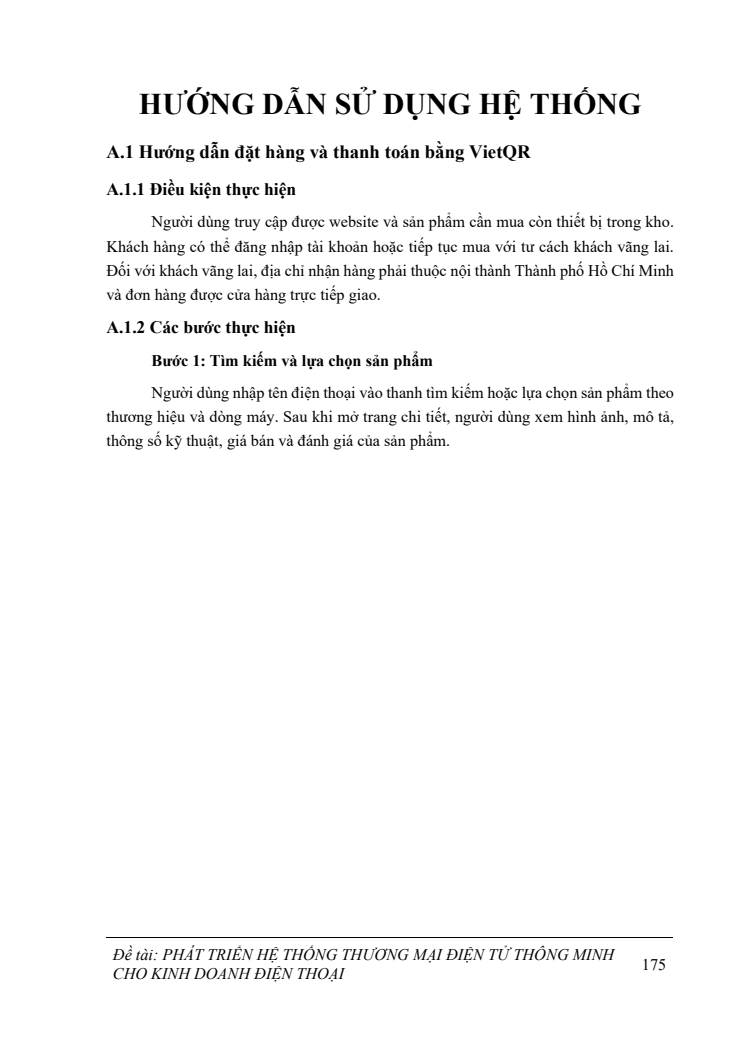 HƯỚNG DẪN SỬ DỤNG HỆ THỐNG
A.1 Hướng dẫn đặt hàng và thanh toán bằng VietQR
A.1.1 Điều kiện thực hiện
Người dùng truy cập được website và sản phẩm cần mua còn thiết bị trong kho.
Khách hàng có thể đăng nhập tài khoản hoặc tiếp tục mua với tư cách khách vãng lai.
Đối với khách vãng lai, địa chỉ nhận hàng phải thuộc nội thành Thành phố Hồ Chí Minh
và đơn hàng được cửa hàng trực tiếp giao.
A.1.2 Các bước thực hiện
Bước 1: Tìm kiếm và lựa chọn sản phẩm
Người dùng nhập tên điện thoại vào thanh tìm kiếm hoặc lựa chọn sản phẩm theo
thương hiệu và dòng máy. Sau khi mở trang chi tiết, người dùng xem hình ảnh, mô tả,
thông số kỹ thuật, giá bán và đánh giá của sản phẩm.
Đề tài: PHÁT TRIỂN HỆ THỐNG THƯƠNG MẠI ĐIỆN TỬ THÔNG MINH
CHO KINH DOANH ĐIỆN THOẠI
175